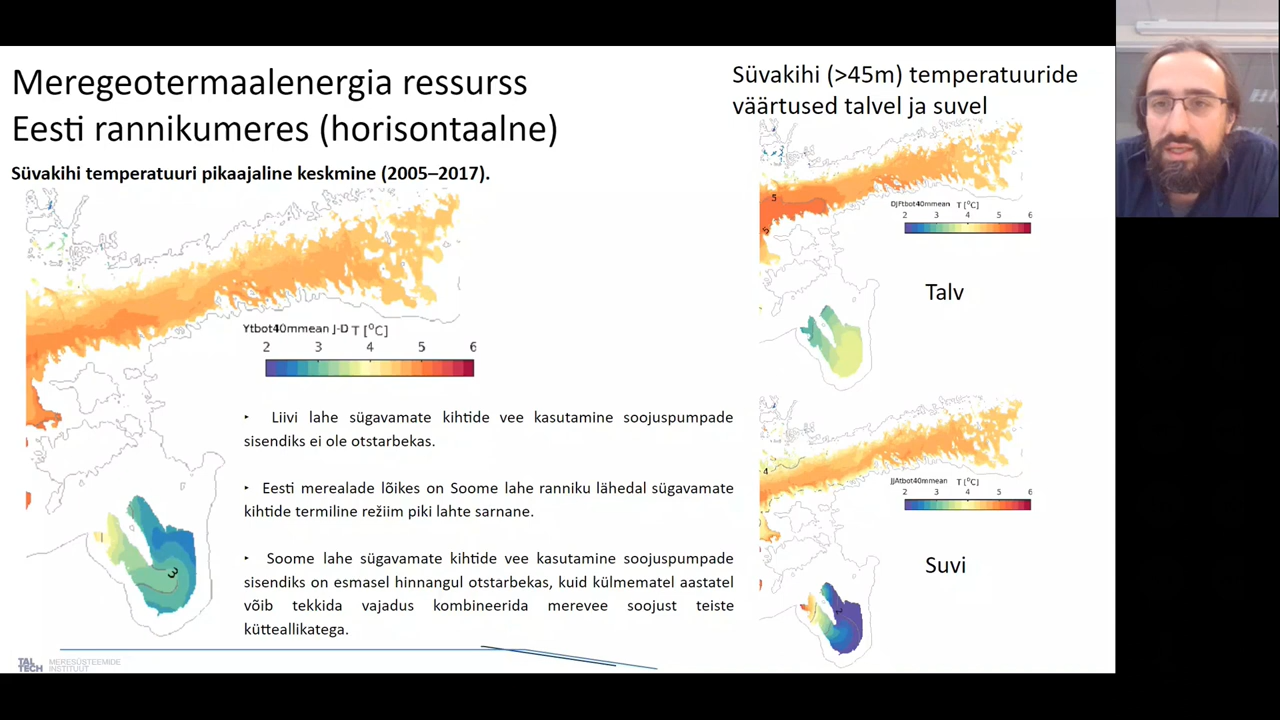 Meregeotermaalenergia ressurss
Eesti rannikumeres (horisontaalne)
Süvakihi temperatuuri pikaajaline keskmine (2005–2017).
Ytbot40mmean J-D T [°C]
2 3 4 5 6
3
‣ Liivi lahe sügavamate kihtide vee kasutamine soojuspumpade
sisendiks ei ole otstarbekas.
‣ Eesti merealade lõikes on Soome lahe ranniku lähedal sügavamate
kihtide termiline režiim piki lahte sarnane.
‣ Soome lahe sügavamate kihtide vee kasutamine soojuspumpade
sisendiks on esmasel hinnangul otstarbekas, kuid külmematel aastatel
võib tekkida vajadus kombineerida merevee soojust teiste
kütteallikatega.
Süvakihi (>45m) temperatuuride
väärtused talvel ja suvel
5
5
DJFtbot40mmean T [°C]
2 3 4 5 6
Talv
4
JJAtbot40mmean T [°C]
2 3 4 5 6
Suvi
TAL
TECH
MERESÜSTEEMIDE
INSTITUUT